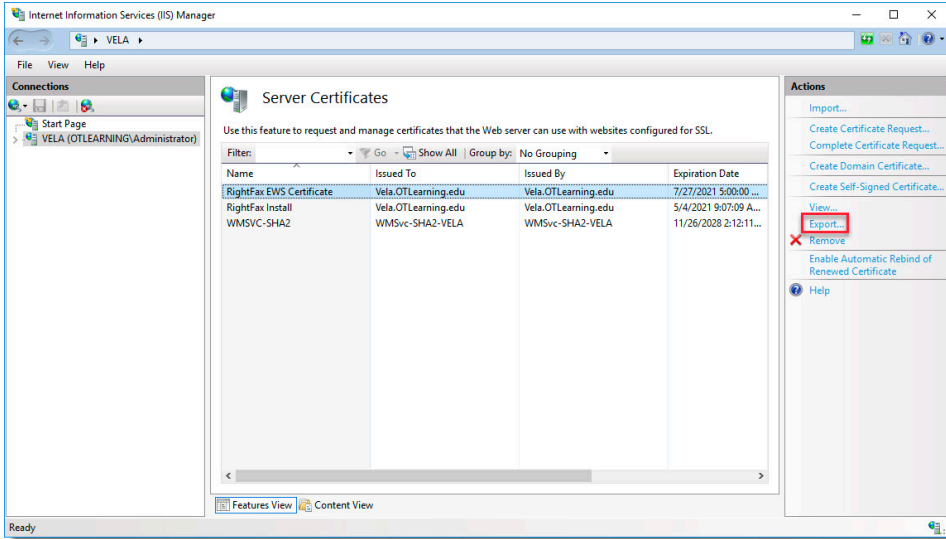 Internet Information Services (IIS) Manager
VELA
File View Help
Connections
Start Page
VELA (OTLEARNING\Administrator)
Server Certificates
Use this feature to request and manage certificates that the Web server can use with websites configured for SSL.
Filter: Go Show All Group by: No Grouping
Name Issued To Issued By Expiration Date
RightFax EWS Certificate Vela.OTLearning.edu Vela.OTLearning.edu 7/27/2021 5:00:00 ...
RightFax Install Vela.OTLearning.edu Vela.OTLearning.edu 5/4/2021 9:07:09 A...
WMSVC-SHA2 WMSvc-SHA2-VELA WMSvc-SHA2-VELA 11/26/2028 2:12:11...
Features View Content View
Actions
Import...
Create Certificate Request...
Complete Certificate Request...
Create Domain Certificate...
Create Self-Signed Certificate...
View...
Export...
Remove
Enable Automatic Rebind of
Renewed Certificate
Help
Ready